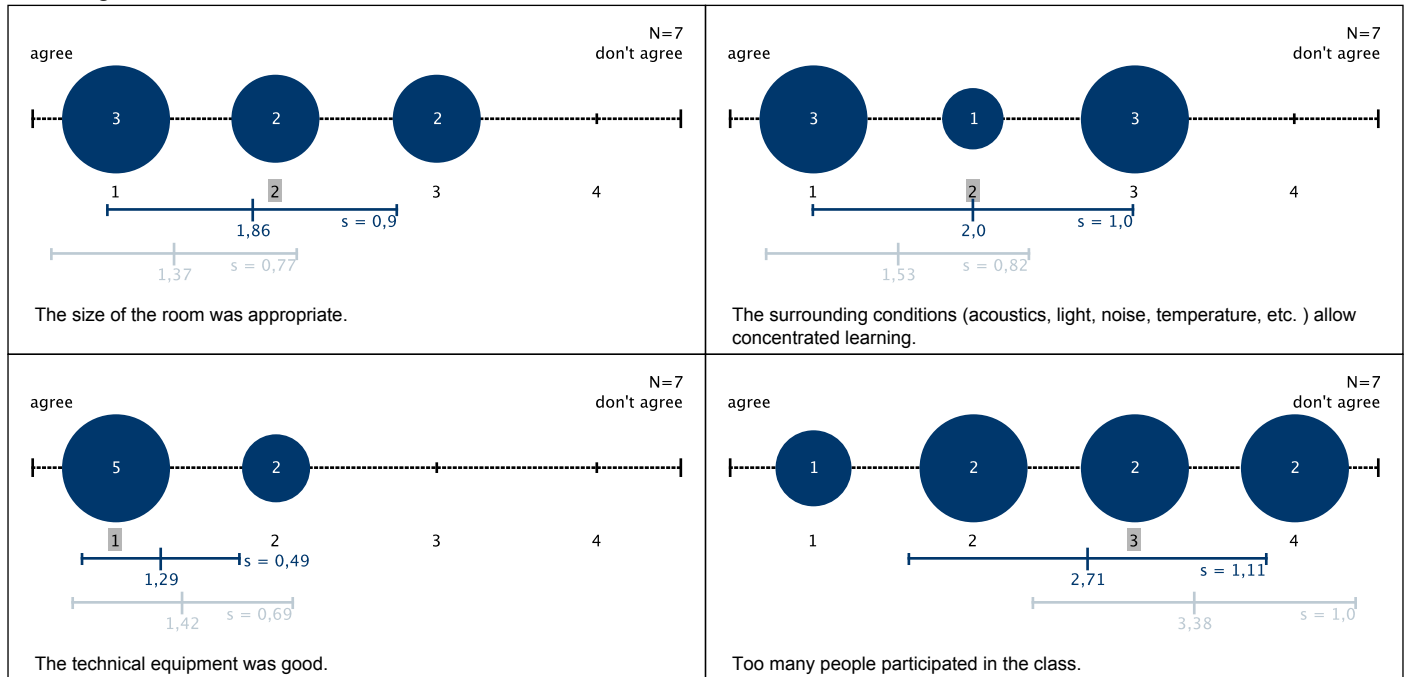 N=7
agree don't agree
3 2 2
1 2 3 4
s = 0,9
1,86
s = 0,77
1,37
The size of the room was appropriate.
N=7
agree don't agree
3 1 3
1 2 3
4
s = 1,0
2,0
s = 0,82
1,53
The surrounding conditions (acoustics, light, noise, temperature, etc. ) allow
concentrated learning.
N=7
agree don't agree
5 2
1 2 3 4
s = 0,49
1,29
s = 0,69
1,42
The technical equipment was good.
N=7
agree don't agree
1 2 2 2
1 2 3 4
s = 1,11
2,71
s = 1,0
3,38
Too many people participated in the class.